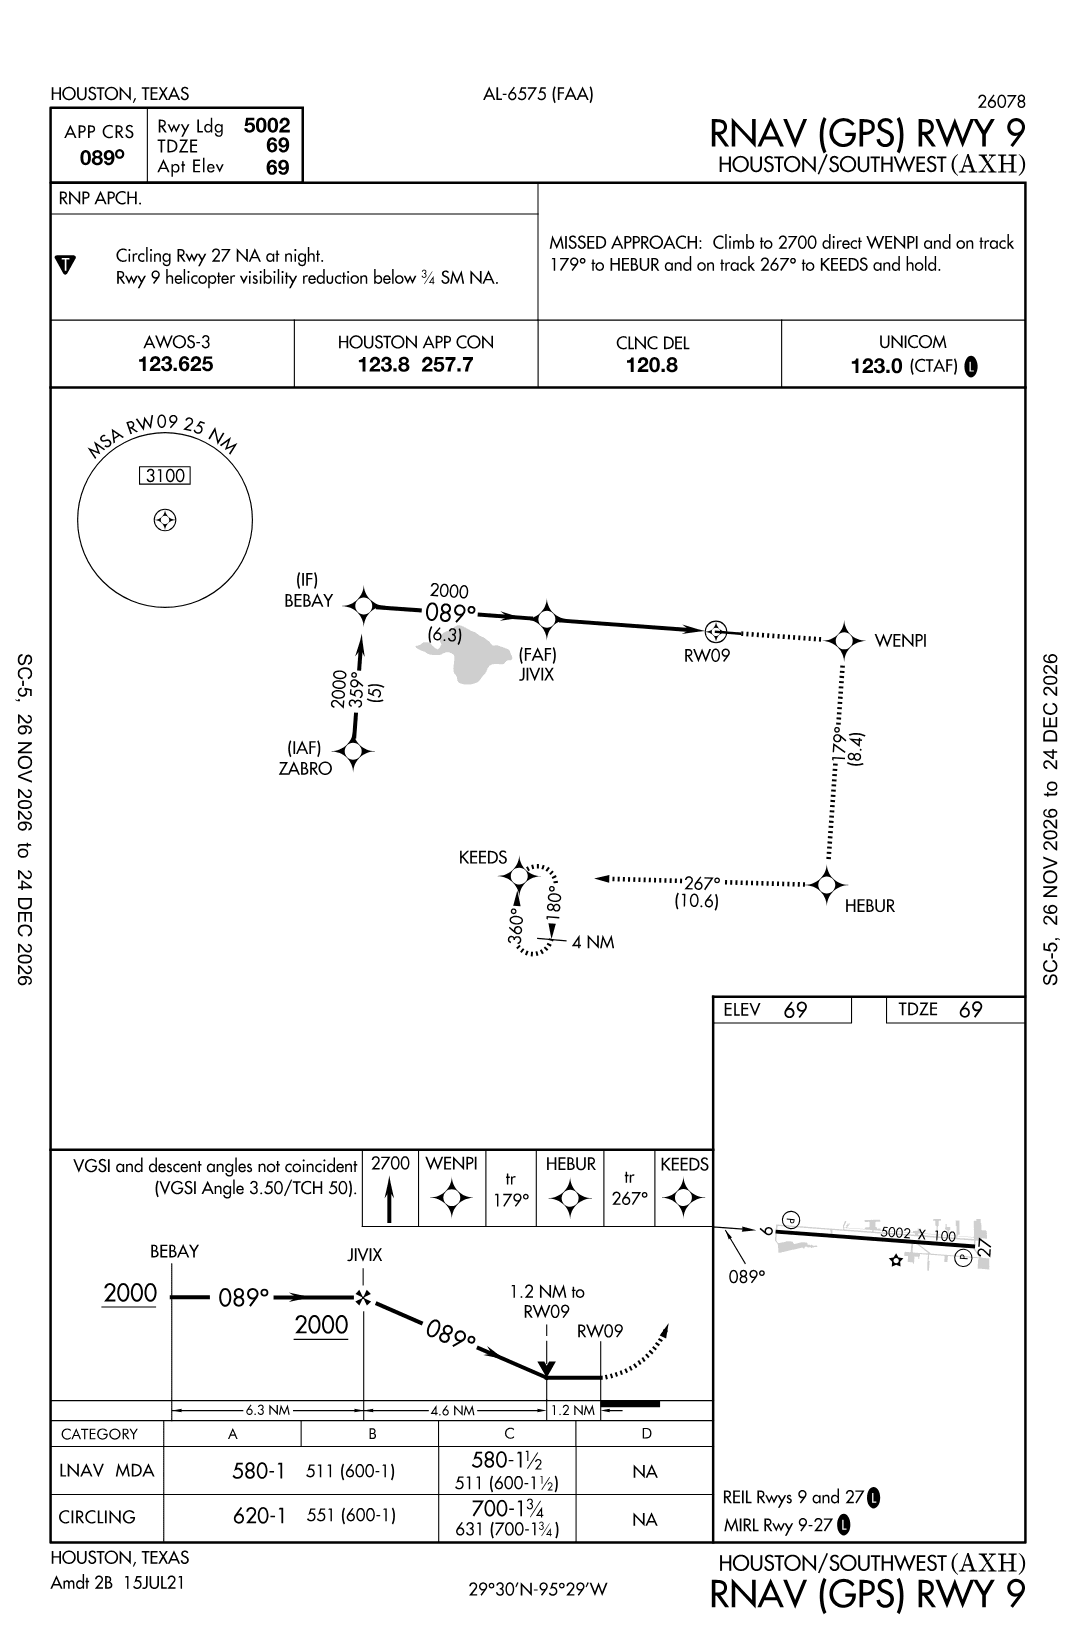 HOUSTON, TEXAS
AL-6575 (FAA)
26078
APP CRS
089°
Rwy Ldg 5002
TDZE 69
Apt Elev 69
RNAV (GPS) RWY 9
HOUSTON/SOUTHWEST (AXH)
RNP APCH.
T
Circling Rwy 27 NA at night.
Rwy 9 helicopter visibility reduction below ¾ SM NA.
MISSED APPROACH: Climb to 2700 direct WENPI and on track
179° to HEBUR and on track 267° to KEEDS and hold.
AWOS-3
123.625
HOUSTON APP CON
123.8 257.7
CLNC DEL
120.8
UNICOM
123.0 (CTAF) L
MSA RW09 25 NM
3100
(IF)
BEBAY
2000
089°
(6.3)
(FAF)
JIVIX
RW09
WENPI
2000
359°
(5)
(IAF)
ZABRO
179°
(8.4)
KEEDS
360°
180°
4 NM
267°
(10.6)
HEBUR
SC-5, 26 NOV 2026 to 24 DEC 2026
SC-5, 26 NOV 2026 to 24 DEC 2026
ELEV 69
TDZE 69
9
P
5002 X 100
P
27
089°
REIL Rwys 9 and 27 L
MIRL Rwy 9-27 L
VGSI and descent angles not coincident
(VGSI Angle 3.50/TCH 50).
2700
WENPI
tr
179°
HEBUR
tr
267°
KEEDS
BEBAY
JIVIX
2000
089°
2000
089°
1.2 NM to
RW09
RW09
6.3 NM
4.6 NM
1.2 NM
CATEGORY A B C D
LNAV MDA 580-1 511 (600-1) 580-1½ NA
511 (600-1½)
CIRCLING 620-1 551 (600-1) 700-1¾ NA
631 (700-1¾)
HOUSTON, TEXAS
Amdt 2B 15JUL21
29°30'N-95°29'W
HOUSTON/SOUTHWEST (AXH)
RNAV (GPS) RWY 9